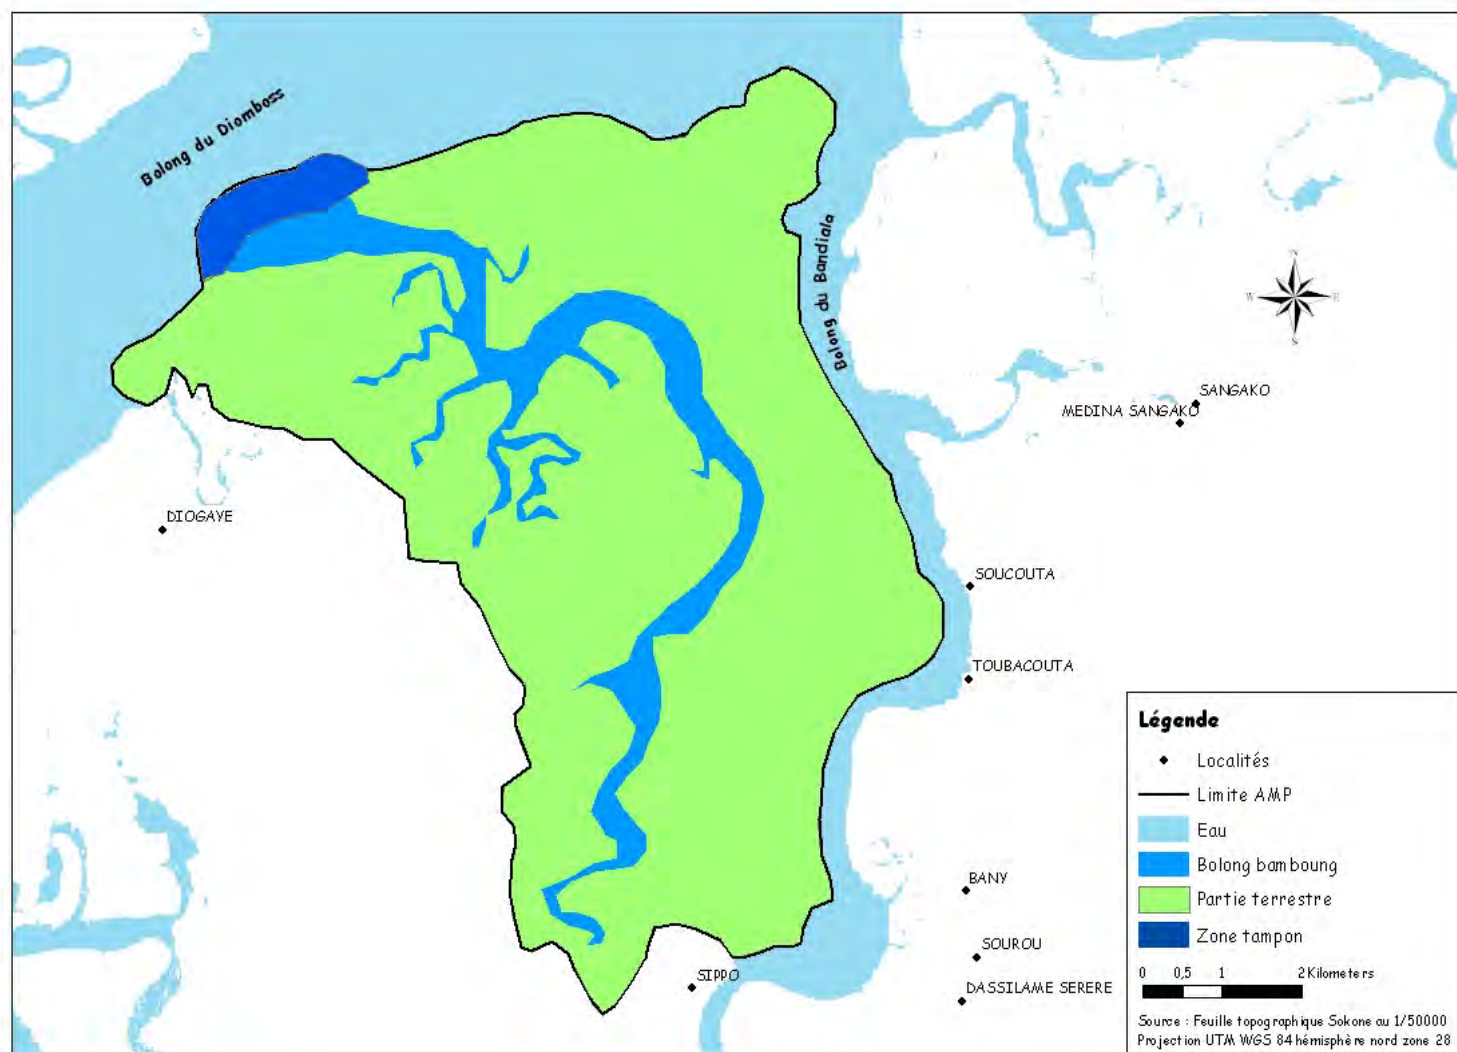 Bolong du Diomboss
Bolong du Bandiala
N
W E
S
SANGAKO
MEDINA SANGAKO
DIOGAYE
SOUCOUTA
TOUBACOUTA
BANY
SOUROU
SIPPO
DASSILAME SERERE
Légende
Localités
Limite AMP
Eau
Bolong bamboung
Partie terrestre
Zone tampon
0 0,5 1 2 Kilometers
Source : Feuille topographique Sokone au 1/50000
Projection UTM WGS 84 hémisphère nord zone 28